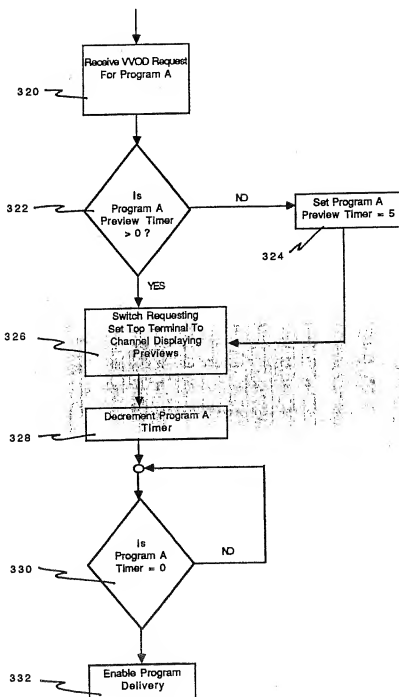 Receive VVOD Request
For Program A
320
Is
Program A
Preview Timer
> 0 ?
322
NO
Set Program A
Preview Timer = 5
324
YES
Switch Requesting
Set Top Terminal To
Channel Displaying
Previews
326
Decrement Program A
Timer
328
Is
Program A
Timer = 0
NO
330
Enable Program
Delivery
332